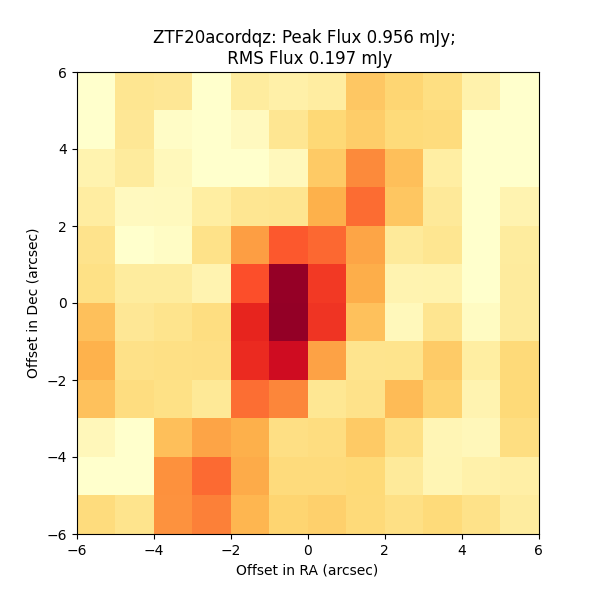 ZTF20acordqz: Peak Flux 0.956 mJy;
RMS Flux 0.197 mJy
6
4
2
0
−2
−4
−6
Offset in Dec (arcsec)
−6 −4 −2 0 2 4 6
Offset in RA (arcsec)